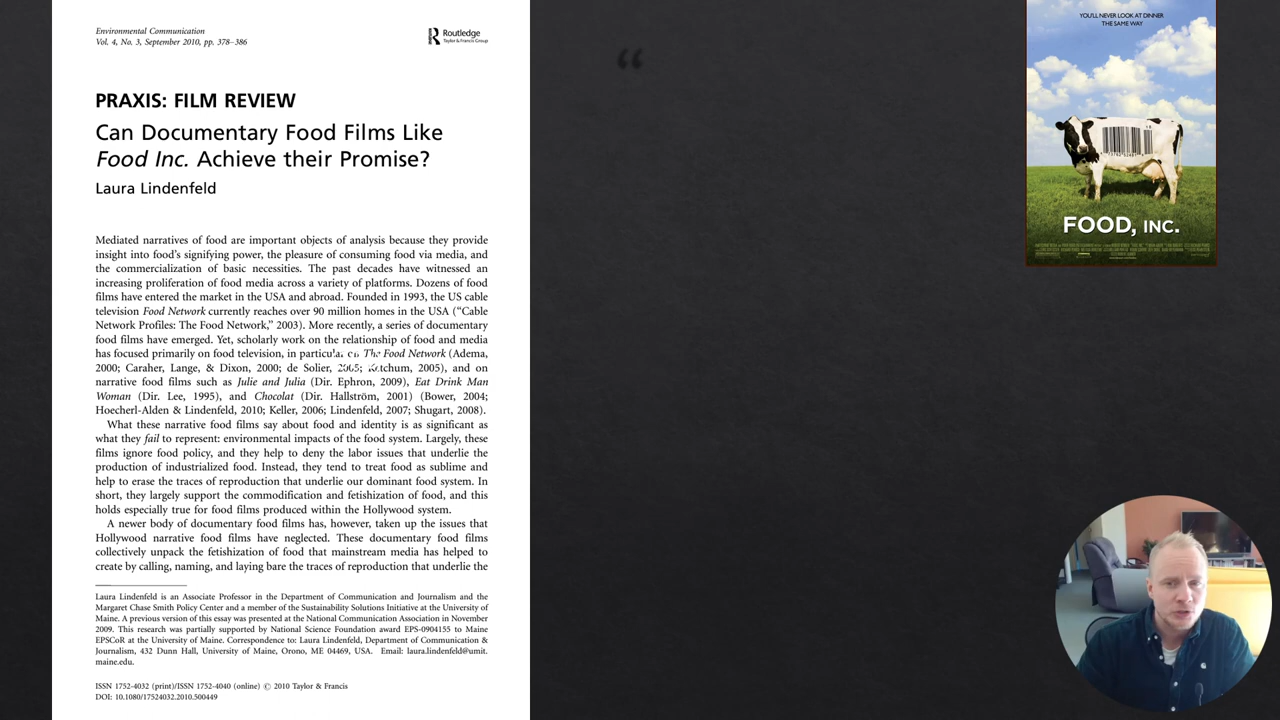 Environmental Communication
Vol. 4, No. 3, September 2010, pp. 378–386
Routledge
Taylor & Francis Group
PRAXIS: FILM REVIEW
Can Documentary Food Films Like
Food Inc. Achieve their Promise?
Laura Lindenfeld
Mediated narratives of food are important objects of analysis because they provide
insight into food's signifying power, the pleasure of consuming food via media, and
the commercialization of basic necessities. The past decades have witnessed an
increasing proliferation of food media across a variety of platforms. Dozens of food
films have entered the market in the USA and abroad. Founded in 1993, the US cable
television Food Network currently reaches over 90 million homes in the USA (“Cable
Network Profiles: The Food Network,” 2003). More recently, a series of documentary
food films have emerged. Yet, scholarly work on the relationship of food and media
has focused primarily on food television, in particular on The Food Network (Adema,
2000; Caraher, Lange, & Dixon, 2000; de Solier, 2005; Ketchum, 2005), and on
narrative food films such as Julie and Julia (Dir. Ephron, 2009), Eat Drink Man
Woman (Dir. Lee, 1995), and Chocolat (Dir. Hallström, 2001) (Bower, 2004;
Hoecherl-Alden & Lindenfeld, 2010; Keller, 2006; Lindenfeld, 2007; Shugart, 2008).
What these narrative food films say about food and identity is as significant as
what they fail to represent: environmental impacts of the food system. Largely, these
films ignore food policy, and they help to deny the labor issues that underlie the
production of industrialized food. Instead, they tend to treat food as sublime and
help to erase the traces of reproduction that underlie our dominant food system. In
short, they largely support the commodification and fetishization of food, and this
holds especially true for food films produced within the Hollywood system.
A newer body of documentary food films has, however, taken up the issues that
Hollywood narrative food films have neglected. These documentary food films
collectively unpack the fetishization of food that mainstream media has helped to
create by calling, naming, and laying bare the traces of reproduction that underlie the
Laura Lindenfeld is an Associate Professor in the Department of Communication and Journalism and the
Margaret Chase Smith Policy Center and a member of the Sustainability Solutions Initiative at the University of
Maine. A previous version of this essay was presented at the National Communication Association in November
2009. This research was partially supported by National Science Foundation award EPS-0904155 to Maine
EPSCoR at the University of Maine. Correspondence to: Laura Lindenfeld, Department of Communication &
Journalism, 432 Dunn Hall, University of Maine, Orono, ME 04469, USA. Email: laura.lindenfeld@umit.
maine.edu.
ISSN 1752-4032 (print)/ISSN 1752-4040 (online) © 2010 Taylor & Francis
DOI: 10.1080/17524032.2010.500449
“
YOU'LL NEVER LOOK AT DINNER
THE SAME WAY
FOOD, INC.